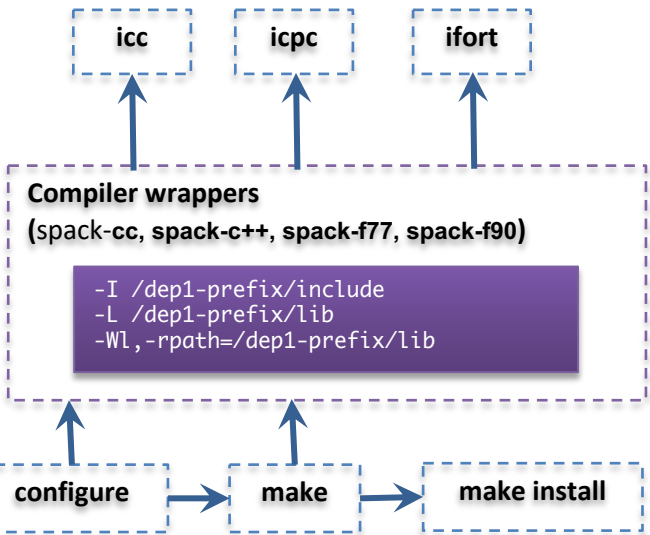 icc
icpc
ifort
Compiler wrappers
(spack-cc, spack-c++, spack-f77, spack-f90)
-I /dep1-prefix/include
-L /dep1-prefix/lib
-Wl,-rpath=/dep1-prefix/lib
configure
make
make install